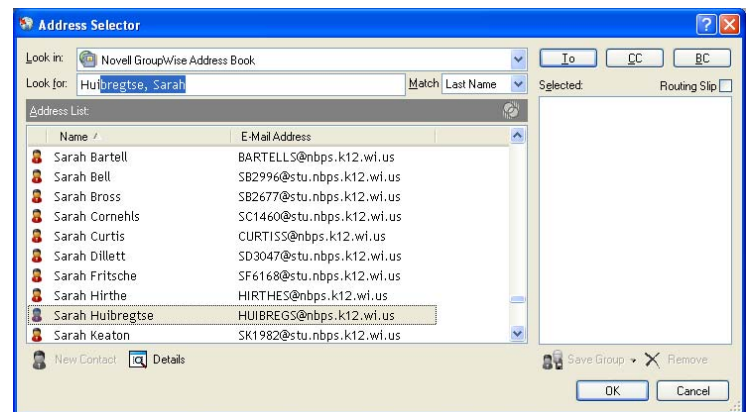 Address Selector
Look in: Novell GroupWise Address Book To CC BC
Look for: Huibregtse, Sarah Match Last Name Selected: Routing Slip
Address List:
Name / E-Mail Address
Sarah Bartell BARTELLS@nbps.k12.wi.us
Sarah Bell SB2996@stu.nbps.k12.wi.us
Sarah Bross SB2677@stu.nbps.k12.wi.us
Sarah Cornehls SC1460@stu.nbps.k12.wi.us
Sarah Curtis CURTISS@nbps.k12.wi.us
Sarah Dillett SD3047@stu.nbps.k12.wi.us
Sarah Fritsche SF6168@stu.nbps.k12.wi.us
Sarah Hirthe HIRTHES@nbps.k12.wi.us
Sarah Huibregtse HUIBREGS@nbps.k12.wi.us
Sarah Keaton SK1982@stu.nbps.k12.wi.us
New Contact Details Save Group Remove
OK Cancel